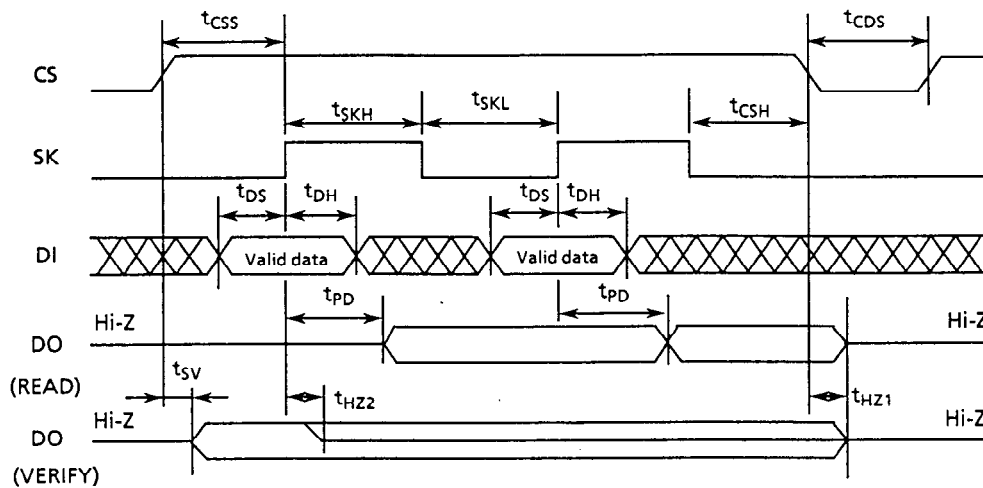 tCSS tCDS
CS
tSKH tSKL tCSH
SK
tDS tDH tDS tDH
DI Valid data Valid data
tPD tPD
Hi-Z Hi-Z
DO
(READ)
tSV tHZ2 tHZ1
Hi-Z Hi-Z
DO
(VERIFY)